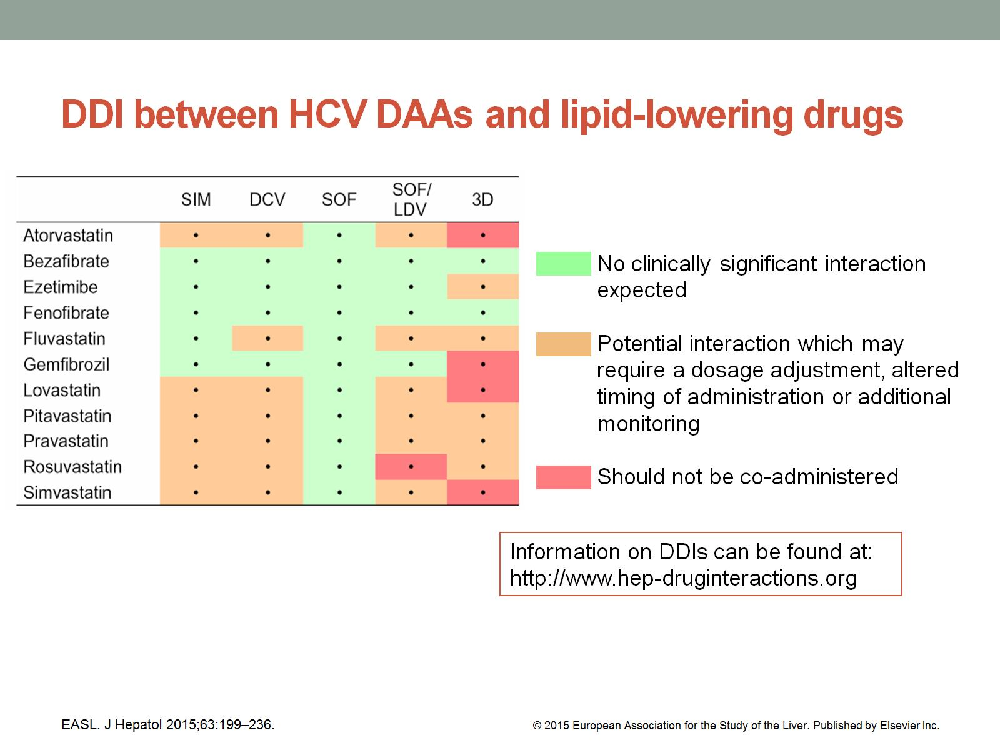 DDI between HCV DAAs and lipid-lowering drugs
SIM DCV SOF SOF/ LDV 3D
Atorvastatin • • • • •
Bezafibrate • • • • •
Ezetimibe • • • • •
Fenofibrate • • • • •
Fluvastatin • • • • •
Gemfibrozil • • • • •
Lovastatin • • • • •
Pitavastatin • • • • •
Pravastatin • • • • •
Rosuvastatin • • • • •
Simvastatin • • • • •
No clinically significant interaction
expected
Potential interaction which may
require a dosage adjustment, altered
timing of administration or additional
monitoring
Should not be co-administered
Information on DDIs can be found at:
http://www.hep-druginteractions.org
EASL. J Hepatol 2015;63:199–236.
© 2015 European Association for the Study of the Liver. Published by Elsevier Inc.